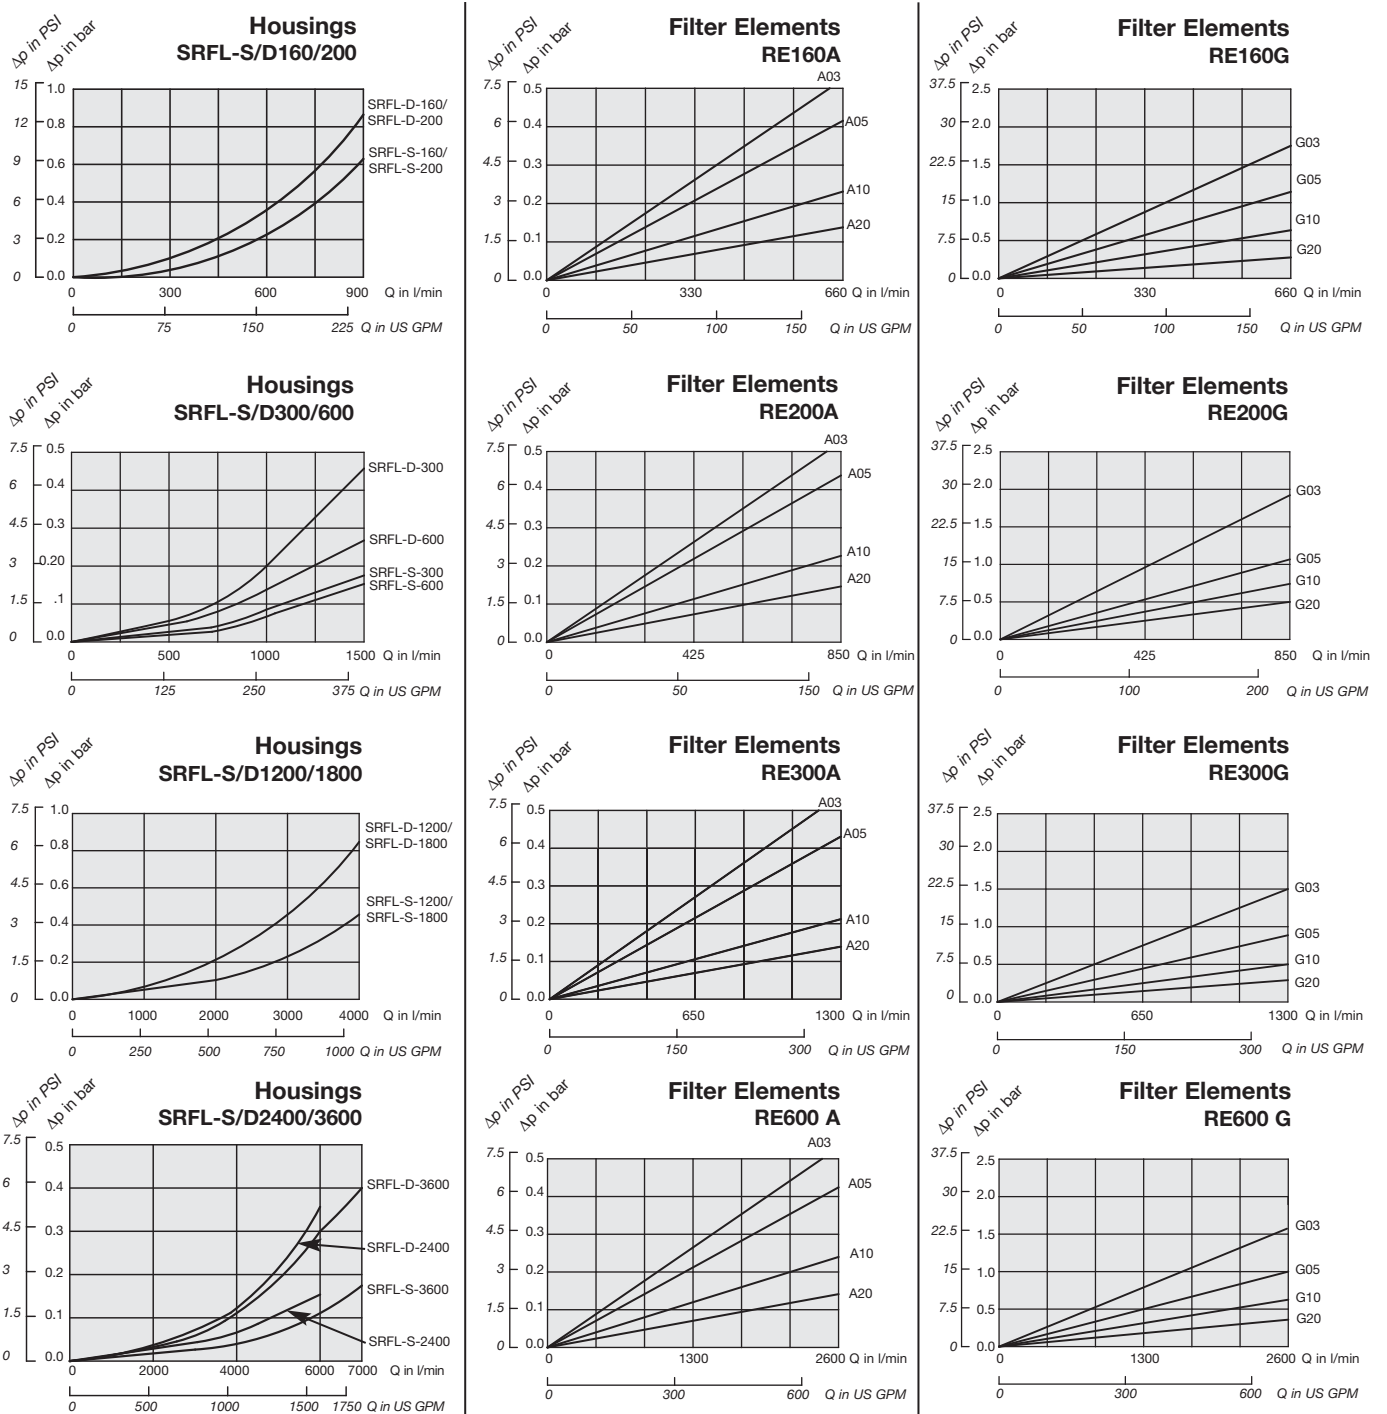 Housings
SRFL-S/D160/200
Δp in PSI
Δp in bar
15
12
9
6
3
0
1.0
0.8
0.6
0.4
0.2
0.0
SRFL-D-160/
SRFL-D-200
SRFL-S-160/
SRFL-S-200
0 300 600 900 Q in l/min
0 75 150 225 Q in US GPM
Filter Elements
RE160A
Δp in PSI
Δp in bar
7.5
6
4.5
3
1.5
0
0.5
0.4
0.3
0.2
0.1
0.0
A03
A05
A10
A20
0 330 660 Q in l/min
0 50 100 150 Q in US GPM
Filter Elements
RE160G
Δp in PSI
Δp in bar
37.5
30
22.5
15
7.5
0
2.5
2.0
1.5
1.0
0.5
0.0
G03
G05
G10
G20
0 330 660 Q in l/min
0 50 100 150 Q in US GPM
Housings
SRFL-S/D300/600
Δp in PSI
Δp in bar
7.5
6
4.5
3
1.5
0
0.5
0.4
0.3
0.20
.1
0.0
SRFL-D-300
SRFL-D-600
SRFL-S-300
SRFL-S-600
0 500 1000 1500 Q in l/min
0 125 250 375 Q in US GPM
Filter Elements
RE200A
Δp in PSI
Δp in bar
7.5
6
4.5
3
1.5
0
0.5
0.4
0.3
0.2
0.1
0.0
A03
A05
A10
A20
0 425 850 Q in l/min
0 50 150 Q in US GPM
Filter Elements
RE200G
Δp in PSI
Δp in bar
37.5
30
22.5
15
7.5
0
2.5
2.0
1.5
1.0
0.5
0.0
G03
G05
G10
G20
0 425 850 Q in l/min
0 100 200 Q in US GPM
Housings
SRFL-S/D1200/1800
Δp in PSI
Δp in bar
7.5
6
4.5
3
1.5
0
1.0
0.8
0.6
0.4
0.2
0.0
SRFL-D-1200/
SRFL-D-1800
SRFL-S-1200/
SRFL-S-1800
0 1000 2000 3000 4000 Q in l/min
0 250 500 750 1000 Q in US GPM
Filter Elements
RE300A
Δp in PSI
Δp in bar
7.5
6
4.5
3
1.5
0
0.5
0.4
0.3
0.2
0.1
0.0
A03
A05
A10
A20
0 650 1300 Q in l/min
0 150 300 Q in US GPM
Filter Elements
RE300G
Δp in PSI
Δp in bar
37.5
30
22.5
15
7.5
0
2.5
2.0
1.5
1.0
0.5
0.0
G03
G05
G10
G20
0 650 1300 Q in l/min
0 150 300 Q in US GPM
Housings
SRFL-S/D2400/3600
Δp in PSI
Δp in bar
7.5
6
4.5
3
1.5
0
0.5
0.4
0.3
0.2
0.1
0.0
SRFL-D-3600
SRFL-D-2400
SRFL-S-3600
SRFL-S-2400
0 2000 4000 6000 7000 Q in l/min
0 500 1000 1500 1750 Q in US GPM
Filter Elements
RE600 A
Δp in PSI
Δp in bar
7.5
6
4.5
3
1.5
0
0.5
0.4
0.3
0.2
0.1
0.0
A03
A05
A10
A20
0 1300 2600 Q in l/min
0 300 600 Q in US GPM
Filter Elements
RE600 G
Δp in PSI
Δp in bar
37.5
30
22.5
15
7.5
0
2.5
2.0
1.5
1.0
0.5
0.0
G03
G05
G10
G20
0 1300 2600 Q in l/min
0 300 600 Q in US GPM